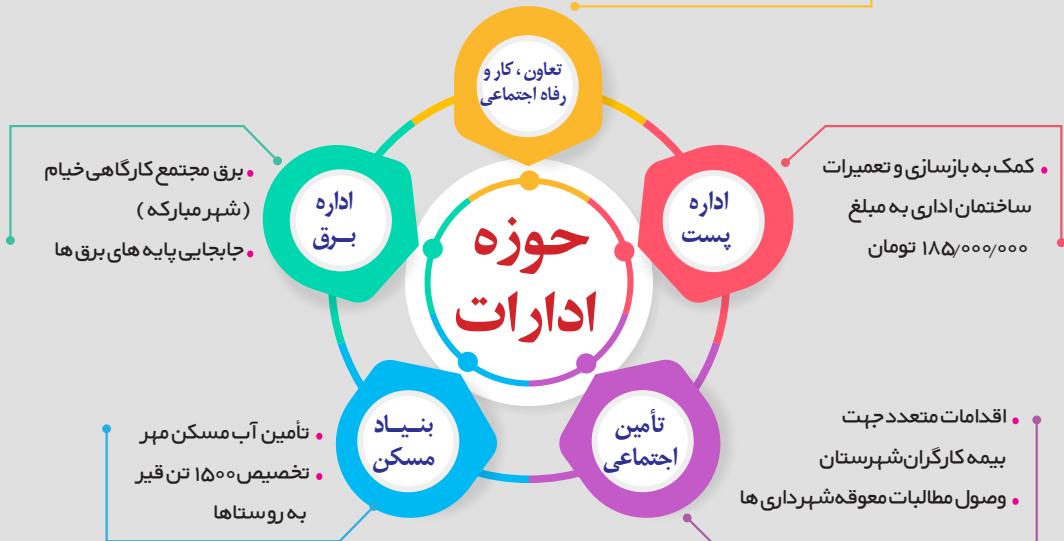 تعاون ، کار و
رفاه اجتماعی
اداره
پست
کمک به بازسازی و تعمیرات
ساختمان اداری به مبلغ
۱۸۵/۰۰۰/۰۰۰ تومان
حوزه
ادارات
اداره
بـرق
• برق مجتمع کارگاهی خیام
(شهر مبارکه )
• جابجایی پایه های برق ها
تأمین
اجتماعی
• اقدامات متعدد جهت
بیمه کارگران شهرستان
• وصول مطالبات معوقه شهرداری ها
بنـیـاد
مسکن
• تأمین آب مسکن مهر
• تخصیص ۱۵۰۰ تن قیر
به روستاها